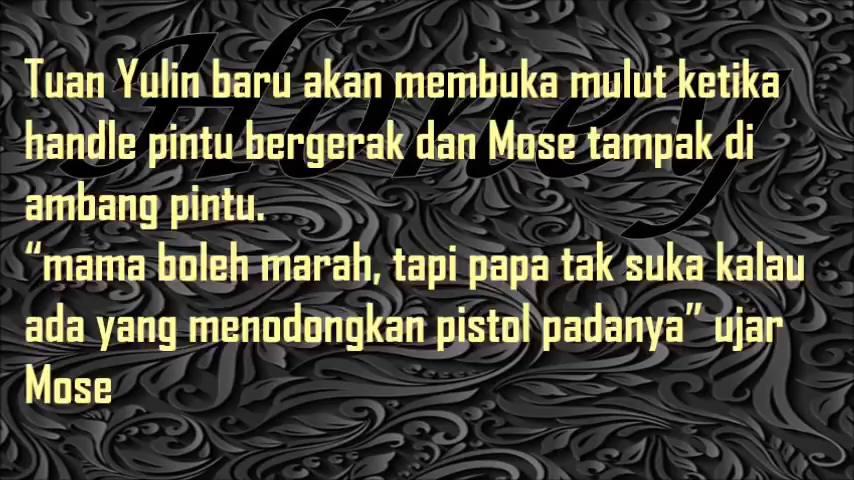 Honey
Tuan Yulin baru akan membuka mulut ketika
handle pintu bergerak dan Mose tampak di
ambang pintu.
“mama boleh marah, tapi papa tak suka kalau
ada yang menodongkan pistol padanya” ujar
Mose